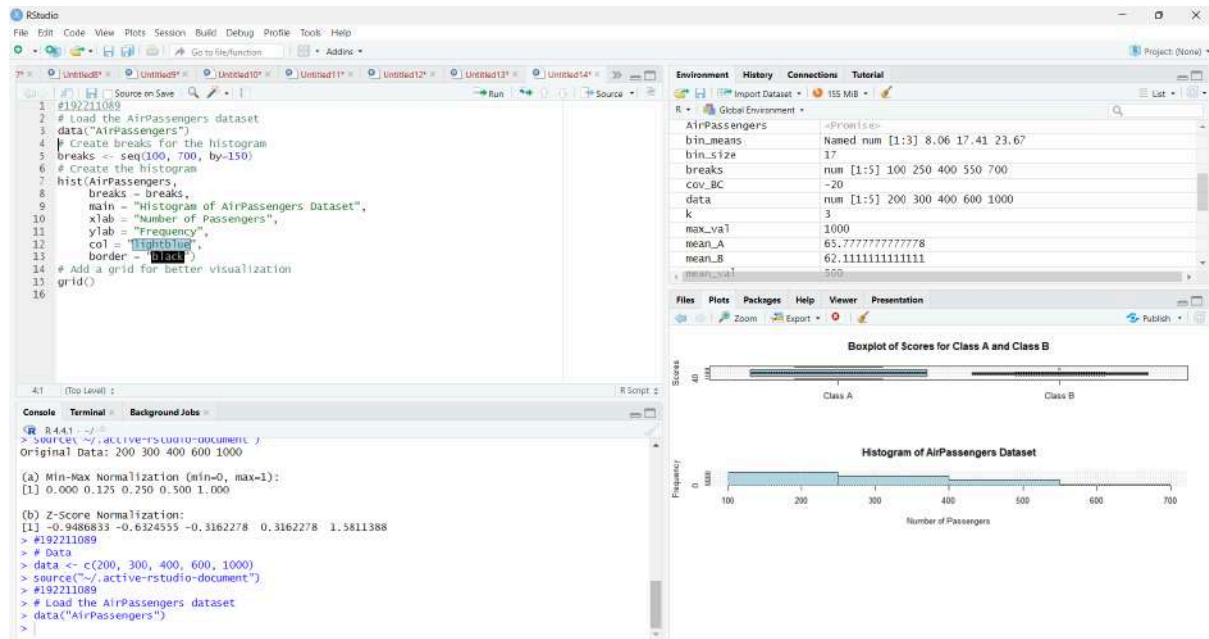 RStudio
File Edit Code View Plots Session Build Debug Profile Tools Help
Go to file/function Addins Project: (None)
7* Untitled8* Untitled9* Untitled10* Untitled11* Untitled12* Untitled13* Untitled14*
Source on Save Run Source
1 #192211089
2 # Load the AirPassengers dataset
3 data("AirPassengers")
4 # Create breaks for the histogram
5 breaks <- seq(100, 700, by=150)
6 # Create the histogram
7 hist(AirPassengers,
8 breaks = breaks,
9 main = "Histogram of AirPassengers Dataset",
10 xlab = "Number of Passengers",
11 ylab = "Frequency",
12 col = "lightblue",
13 border = "black")
14 # Add a grid for better visualization
15 grid()
16
4:1 (Top Level) R Script
Console Terminal Background Jobs
R 4.4.1 · ~/
> source("~/.active-rstudio-document")
Original Data: 200 300 400 600 1000
(a) Min-Max Normalization (min=0, max=1):
[1] 0.000 0.125 0.250 0.500 1.000
(b) Z-Score Normalization:
[1] -0.9486833 -0.6324555 -0.3162278 0.3162278 1.5811388
> #192211089
> # Data
> data <- c(200, 300, 400, 600, 1000)
> source("~/.active-rstudio-document")
> #192211089
> # Load the AirPassengers dataset
> data("AirPassengers")
>
Environment History Connections Tutorial
Import Dataset 155 MiB List
R Global Environment
AirPassengers <Promise>
bin_means Named num [1:3] 8.06 17.41 23.67
bin_size 17
breaks num [1:5] 100 250 400 550 700
cov_BC -20
data num [1:5] 200 300 400 600 1000
k 3
max_val 1000
mean_A 65.7777777777778
mean_B 62.1111111111111
mean_val 500
Files Plots Packages Help Viewer Presentation
Zoom Export Publish
Boxplot of Scores for Class A and Class B
Scores
40
Class A Class B
Histogram of AirPassengers Dataset
Frequency
0
100 200 300 400 500 600 700
Number of Passengers